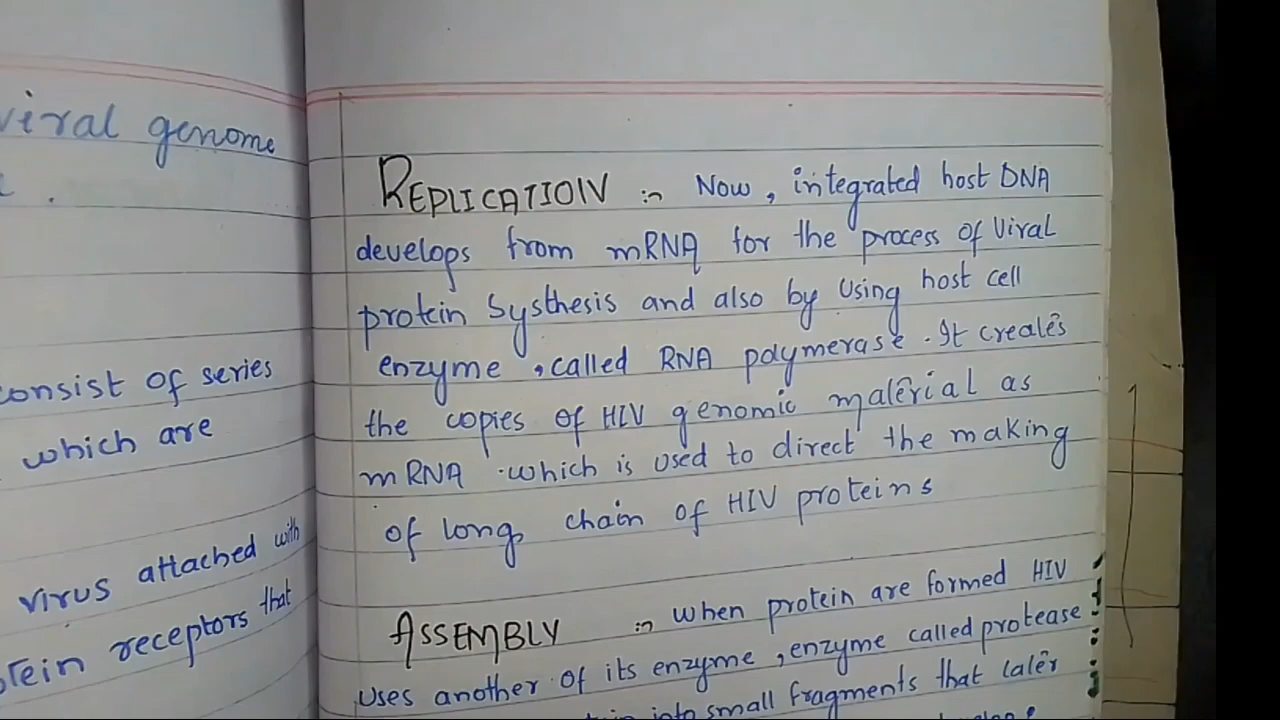 viral genome
consist of series
which are
virus attached with
receptors that
REPLICATION :- Now, integrated host DNA
develops from mRNA for the process of Viral
protein Systhesis and also by Using host cell
enzyme, called RNA polymerase. It creates
the copies of HIV genomic material as
mRNA .which is used to direct the making
of long, chain of HIV proteins
ASSEMBLY :- when protein are formed HIV
Uses another of its enzyme, enzyme called protease
into small fragments that later